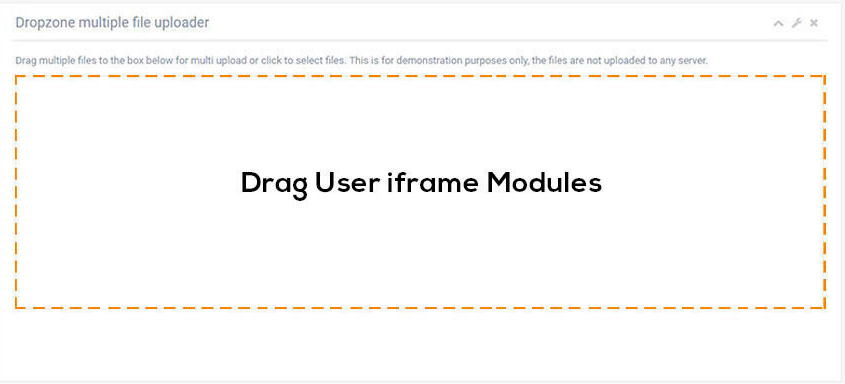 Dropzone multiple file uploader
Drag multiple files to the box below for multi upload or click to select files. This is for demonstration purposes only, the files are not uploaded to any server.
Drag User iframe Modules